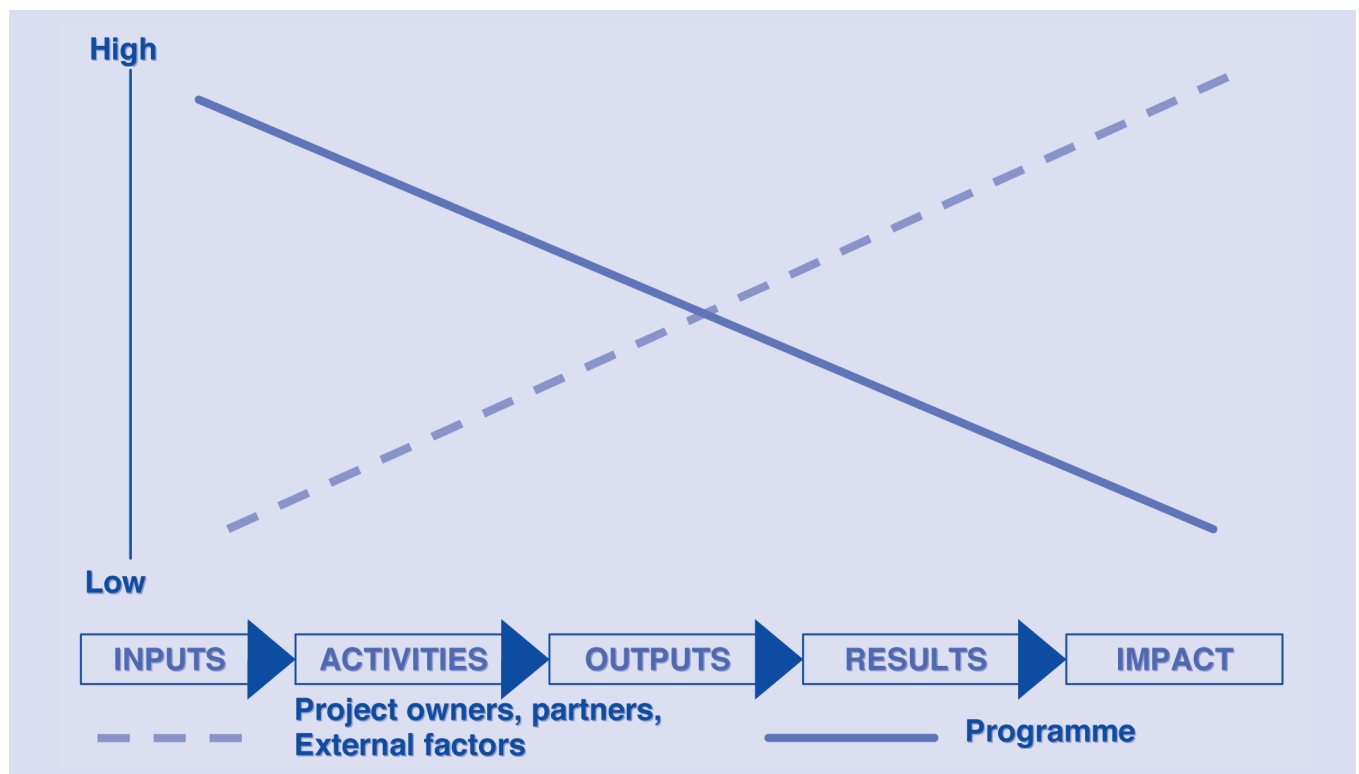 High
Low
INPUTS
ACTIVITIES
OUTPUTS
RESULTS
IMPACT
Project owners, partners,
External factors
Programme